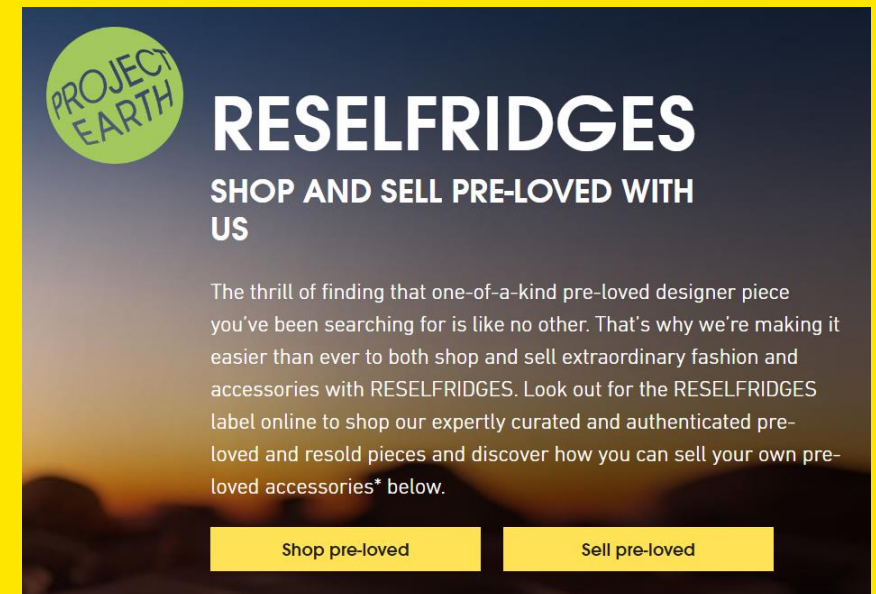 PROJECT
EARTH
RESELFRIDGES
SHOP AND SELL PRE-LOVED WITH
US
The thrill of finding that one-of-a-kind pre-loved designer piece
you've been searching for is like no other. That's why we're making it
easier than ever to both shop and sell extraordinary fashion and
accessories with RESELFRIDGES. Look out for the RESELFRIDGES
label online to shop our expertly curated and authenticated pre-
loved and resold pieces and discover how you can sell your own pre-
loved accessories* below.
Shop pre-loved
Sell pre-loved